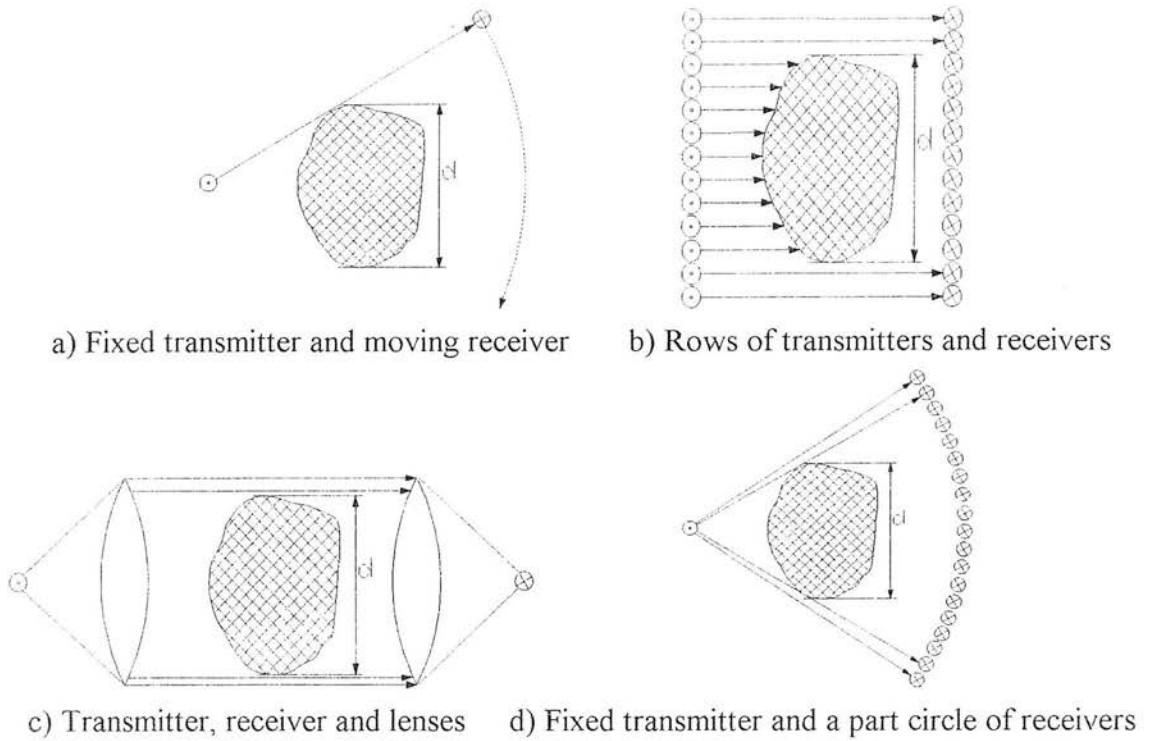 d
d
a) Fixed transmitter and moving receiver
b) Rows of transmitters and receivers
d
d
c) Transmitter, receiver and lenses
d) Fixed transmitter and a part circle of receivers